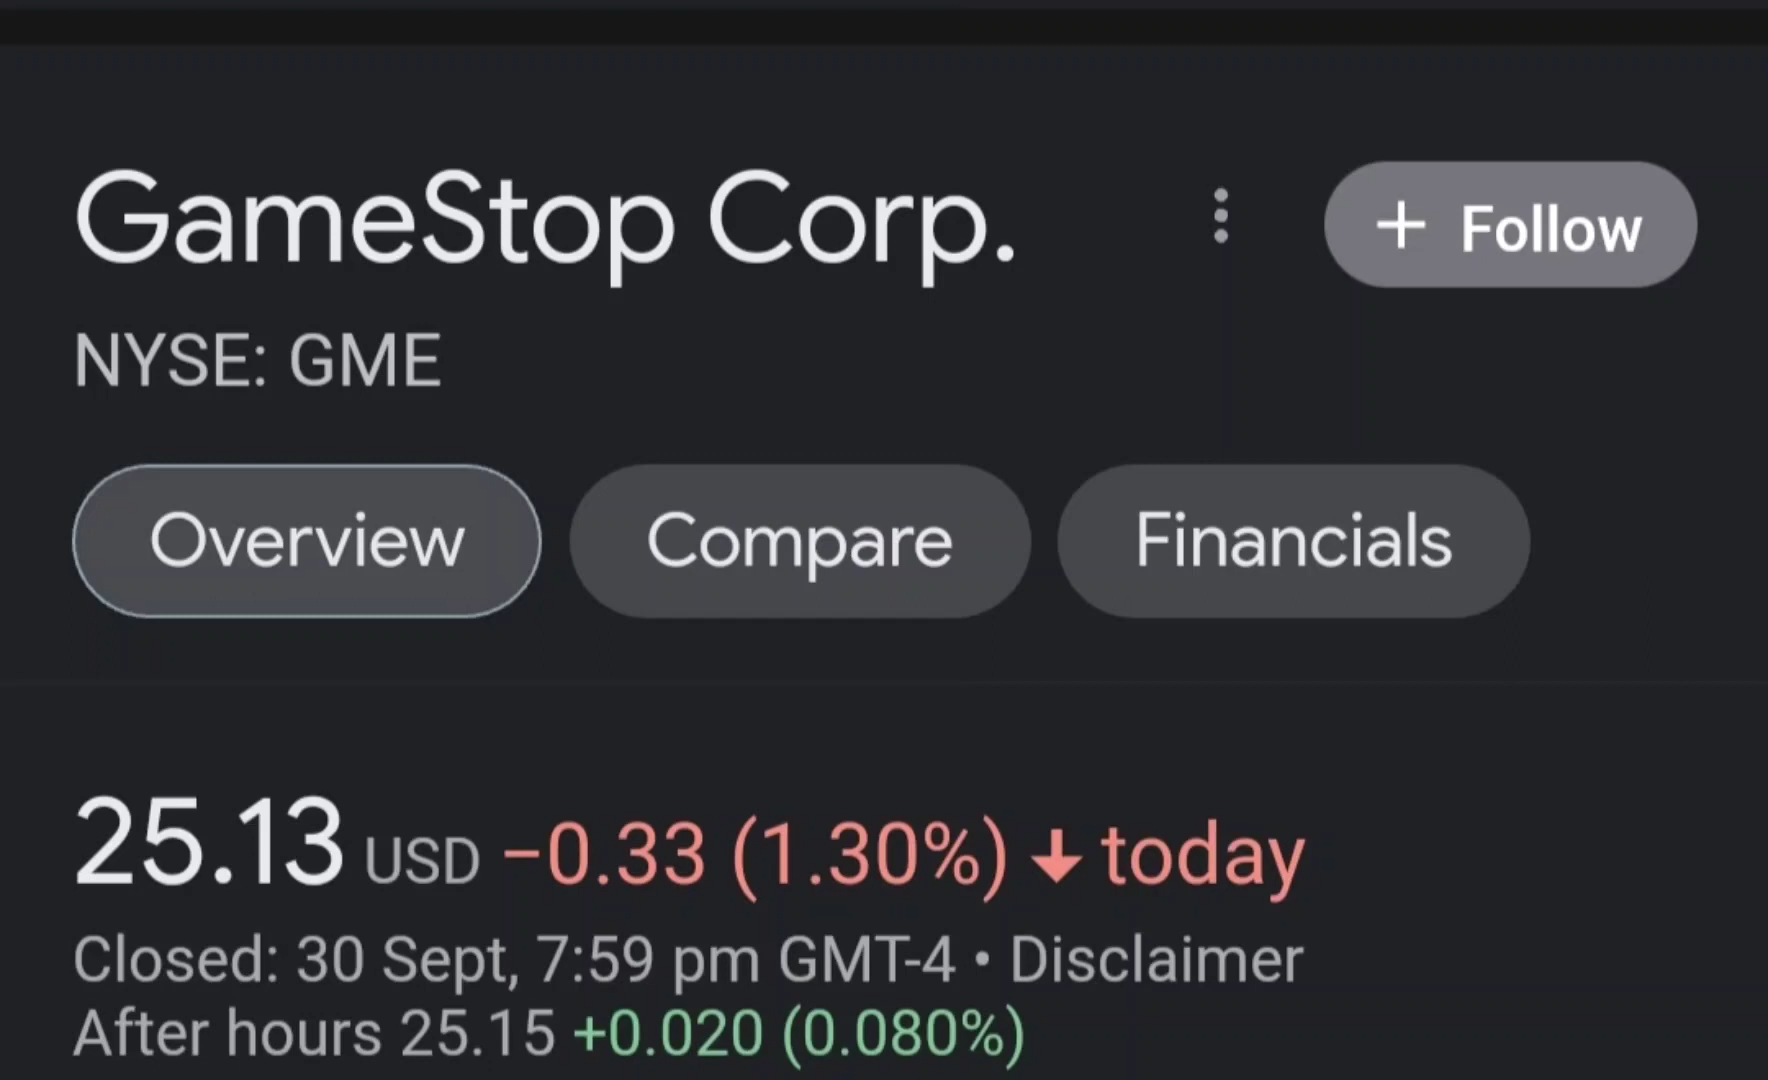 GameStop Corp.
+ Follow
NYSE: GME
Overview
Compare
Financials
25.13 USD −0.33 (1.30%) ↓ today
Closed: 30 Sept, 7:59 pm GMT-4 • Disclaimer
After hours 25.15 +0.020 (0.080%)